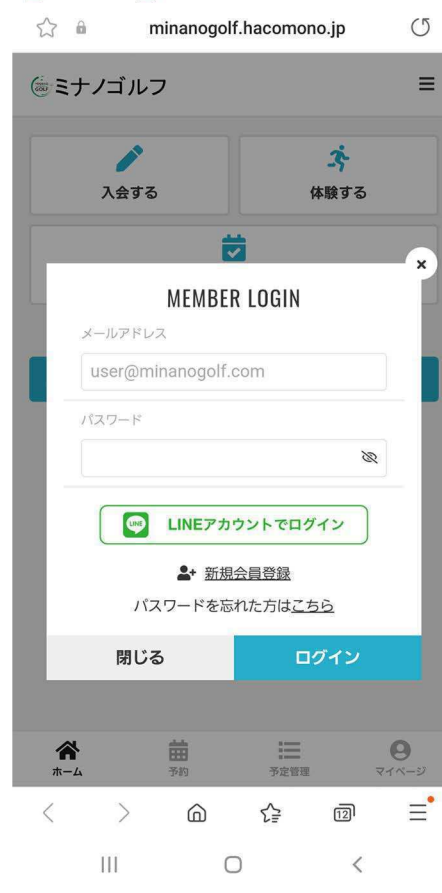 minanogolf.hacomono.jp
ミナノゴルフ
入会する
体験する
MEMBER LOGIN
メールアドレス
user@minanogolf.com
パスワード
LINE LINEアカウントでログイン
新規会員登録
パスワードを忘れた方はこちら
閉じる
ログイン
ホーム
予約
予定管理
マイページ
12